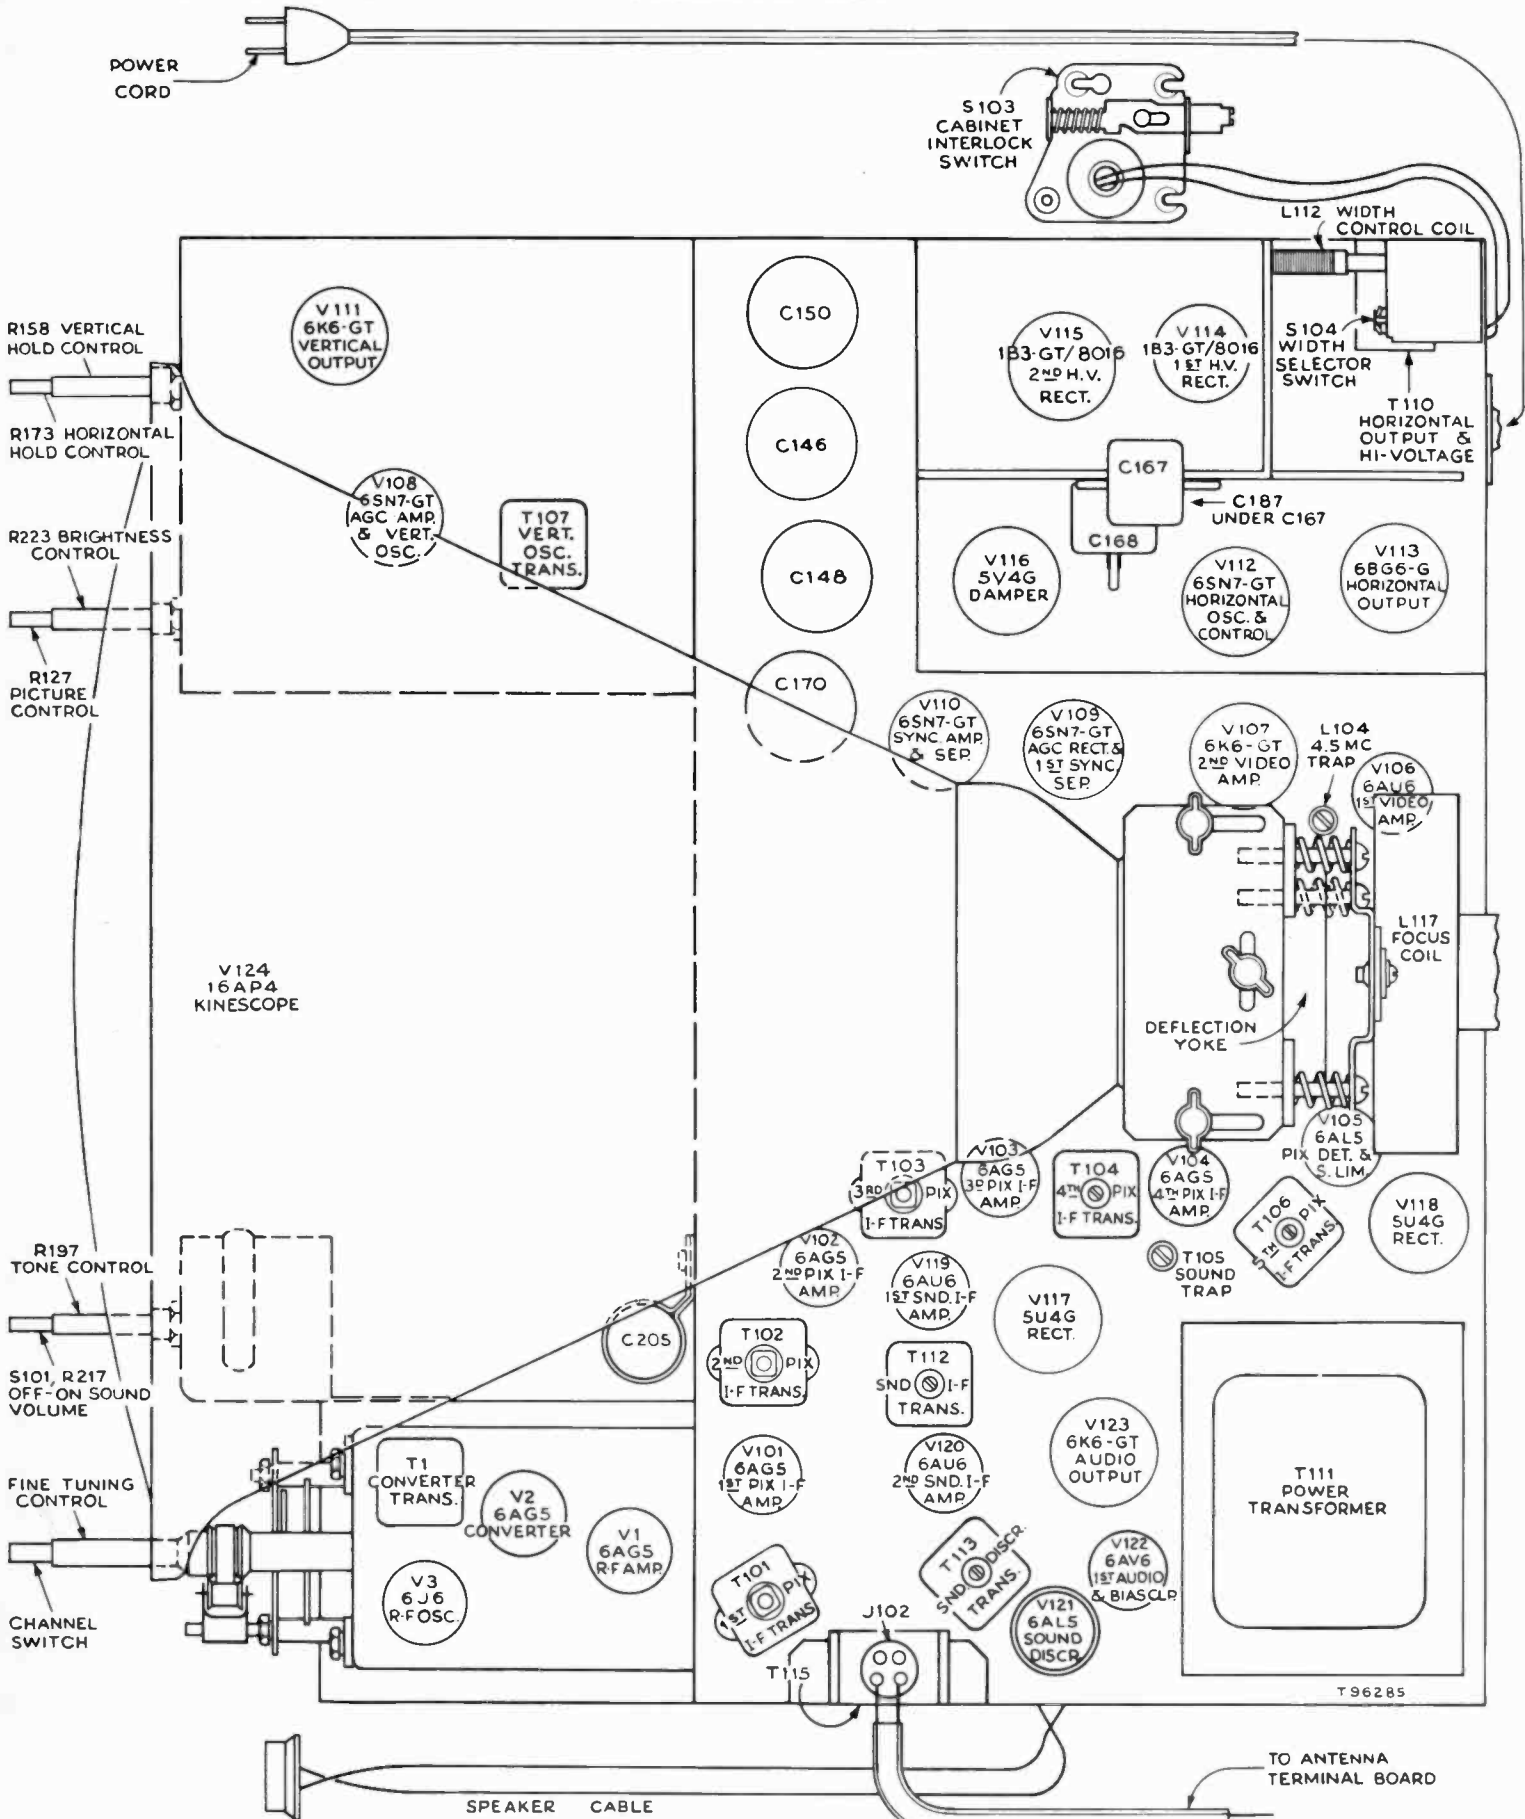 POWER
CORD
S103
CABINET
INTERLOCK
SWITCH
L112 WIDTH
CONTROL COIL
V111
6K6-GT
VERTICAL
OUTPUT
C150
V115
1B3-GT/8016
2ND H.V.
RECT.
V114
1B3-GT/8016
1ST H.V.
RECT.
S104
WIDTH
SELECTOR
SWITCH
T110
HORIZONTAL
OUTPUT &
HI-VOLTAGE
R158 VERTICAL
HOLD CONTROL
R173 HORIZONTAL
HOLD CONTROL
C146
C167
C187
UNDER C167
C168
V108
6SN7-GT
AGC AMP.
& VERT.
OSC.
T107
VERT.
OSC.
TRANS.
R223 BRIGHTNESS
CONTROL
C148
V116
5V4G
DAMPER
V112
6SN7-GT
HORIZONTAL
OSC. &
CONTROL
V113
6BG6-G
HORIZONTAL
OUTPUT
R127
PICTURE
CONTROL
C170
V110
6SN7-GT
SYNC. AMP.
& SEP.
V109
6SN7-GT
AGC RECT. &
1ST SYNC.
SEP.
V107
6K6-GT
2ND VIDEO
AMP.
L104
4.5 MC
TRAP
V106
6AU6
1ST VIDEO
AMP.
L117
FOCUS
COIL
V124
16AP4
KINESCOPE
DEFLECTION
YOKE
V105
6AL5
PIX DET. &
S. LIM.
T103
3RD PIX
I-F TRANS.
V103
6AG5
3D PIX I-F
AMP.
T104
4TH PIX
I-F TRANS.
V104
6AG5
4TH PIX I-F
AMP.
T106
5TH PIX
I-F TRANS.
V118
5U4G
RECT.
T105
SOUND
TRAP
R197
TONE CONTROL
V102
6AG5
2ND PIX I-F
AMP.
V119
6AU6
1ST SND. I-F
AMP.
V117
5U4G
RECT.
C205
S101, R217
OFF-ON SOUND
VOLUME
T102
2ND PIX
I-F TRANS.
T112
SND I-F
TRANS.
V123
6K6-GT
AUDIO
OUTPUT
T111
POWER
TRANSFORMER
FINE TUNING
CONTROL
T1
CONVERTER
TRANS.
V2
6AG5
CONVERTER
V1
6AG5
R-F AMP.
V101
6AG5
1ST PIX I-F
AMP.
V120
6AU6
2ND SND. I-F
AMP.
V3
6J6
R-F OSC.
CHANNEL
SWITCH
T101
1ST PIX
I-F TRANS
T113
SND DISCR.
TRANS.
V122
6AV6
1ST AUDIO
& BIAS CLP.
V121
6AL5
SOUND
DISCR.
J102
T115
T96285
SPEAKER CABLE
TO ANTENNA
TERMINAL BOARD